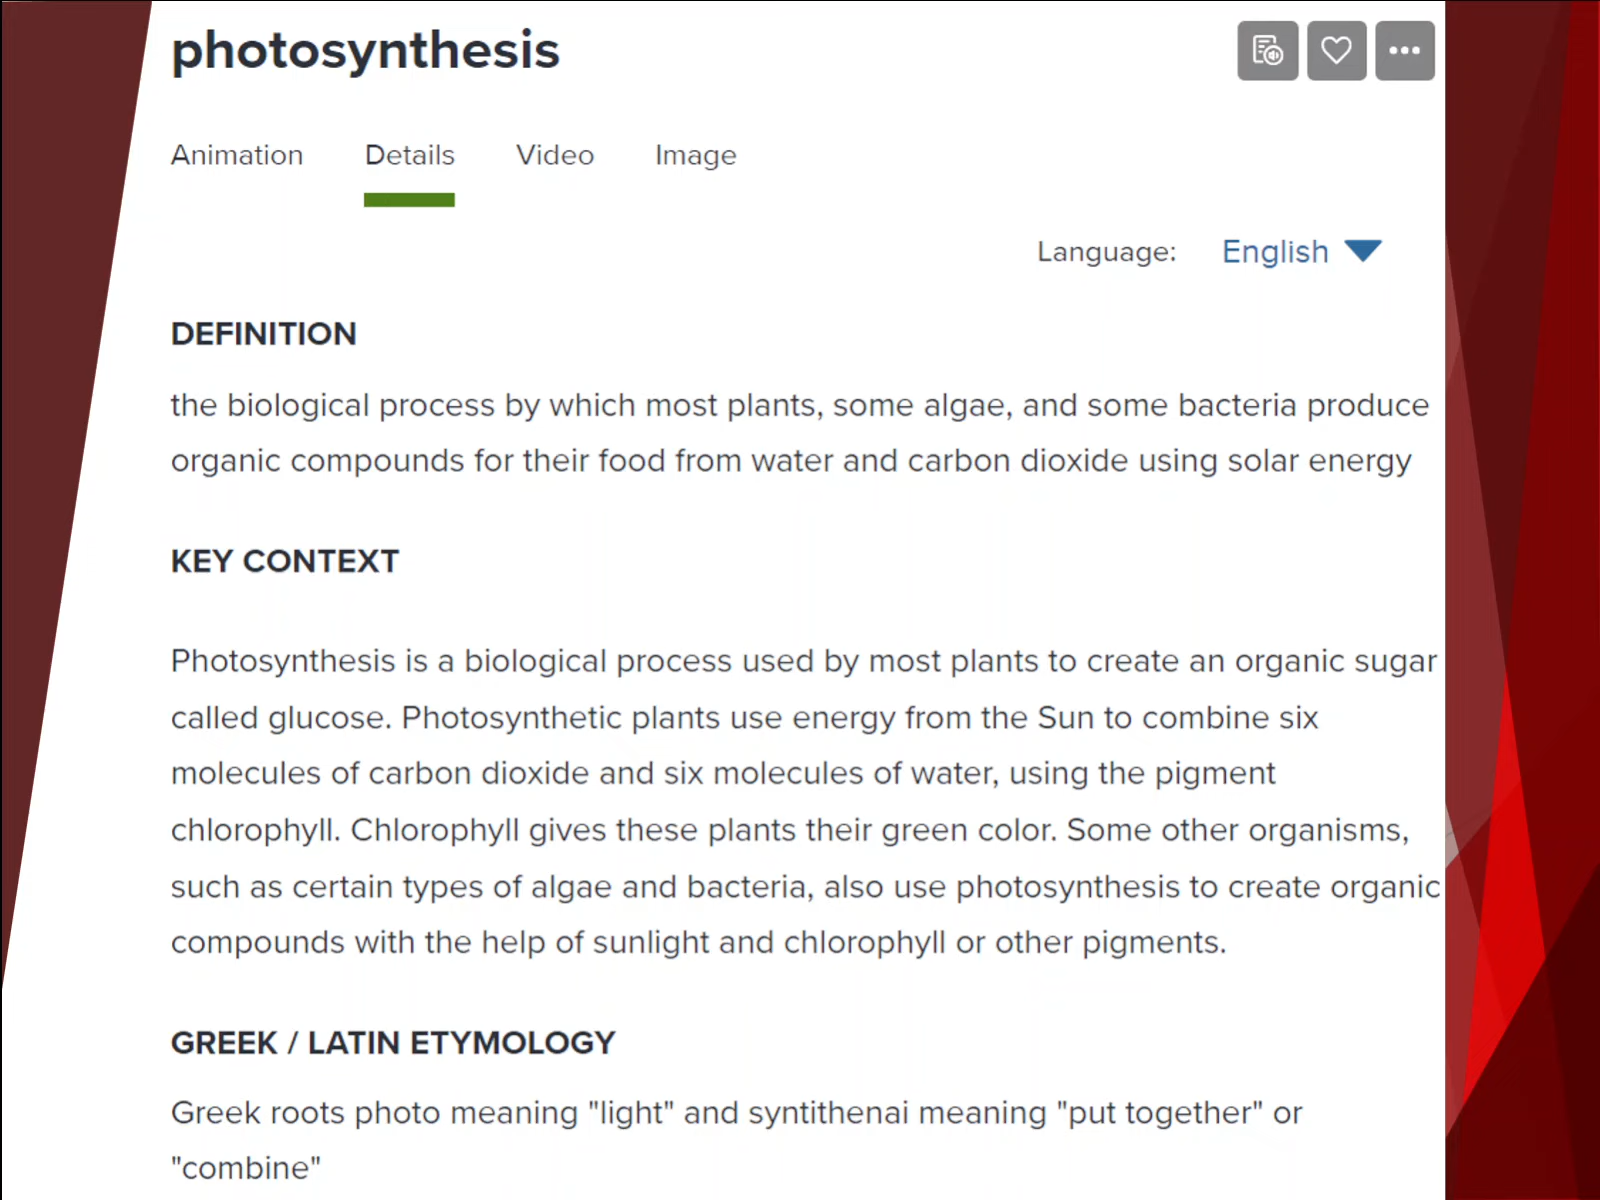 photosynthesis
Animation Details Video Image
Language: English
DEFINITION
the biological process by which most plants, some algae, and some bacteria produce
organic compounds for their food from water and carbon dioxide using solar energy
KEY CONTEXT
Photosynthesis is a biological process used by most plants to create an organic sugar
called glucose. Photosynthetic plants use energy from the Sun to combine six
molecules of carbon dioxide and six molecules of water, using the pigment
chlorophyll. Chlorophyll gives these plants their green color. Some other organisms,
such as certain types of algae and bacteria, also use photosynthesis to create organic
compounds with the help of sunlight and chlorophyll or other pigments.
GREEK / LATIN ETYMOLOGY
Greek roots photo meaning "light" and syntithenai meaning "put together" or
"combine"